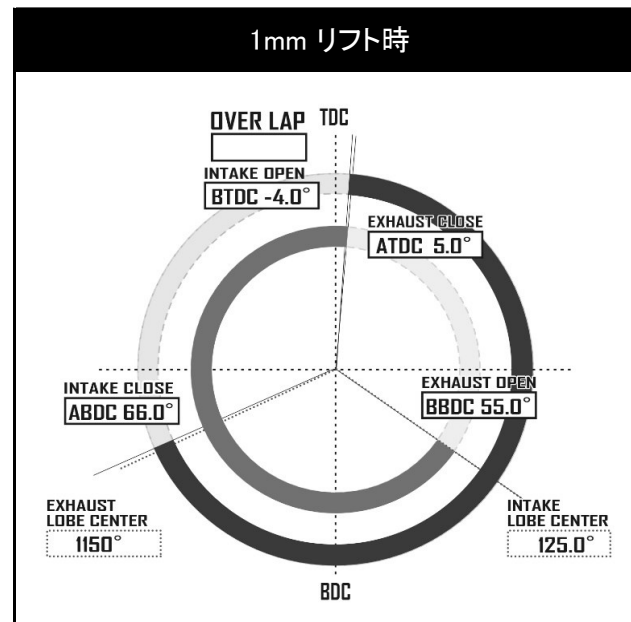 1mm リフト時
OVER LAP
TDC
INTAKE OPEN
BTDC -4.0°
EXHAUST CLOSE
ATDC 5.0°
INTAKE CLOSE
ABDC 66.0°
EXHAUST OPEN
BBDC 55.0°
EXHAUST
LOBE CENTER
1150°
INTAKE
LOBE CENTER
125.0°
BDC